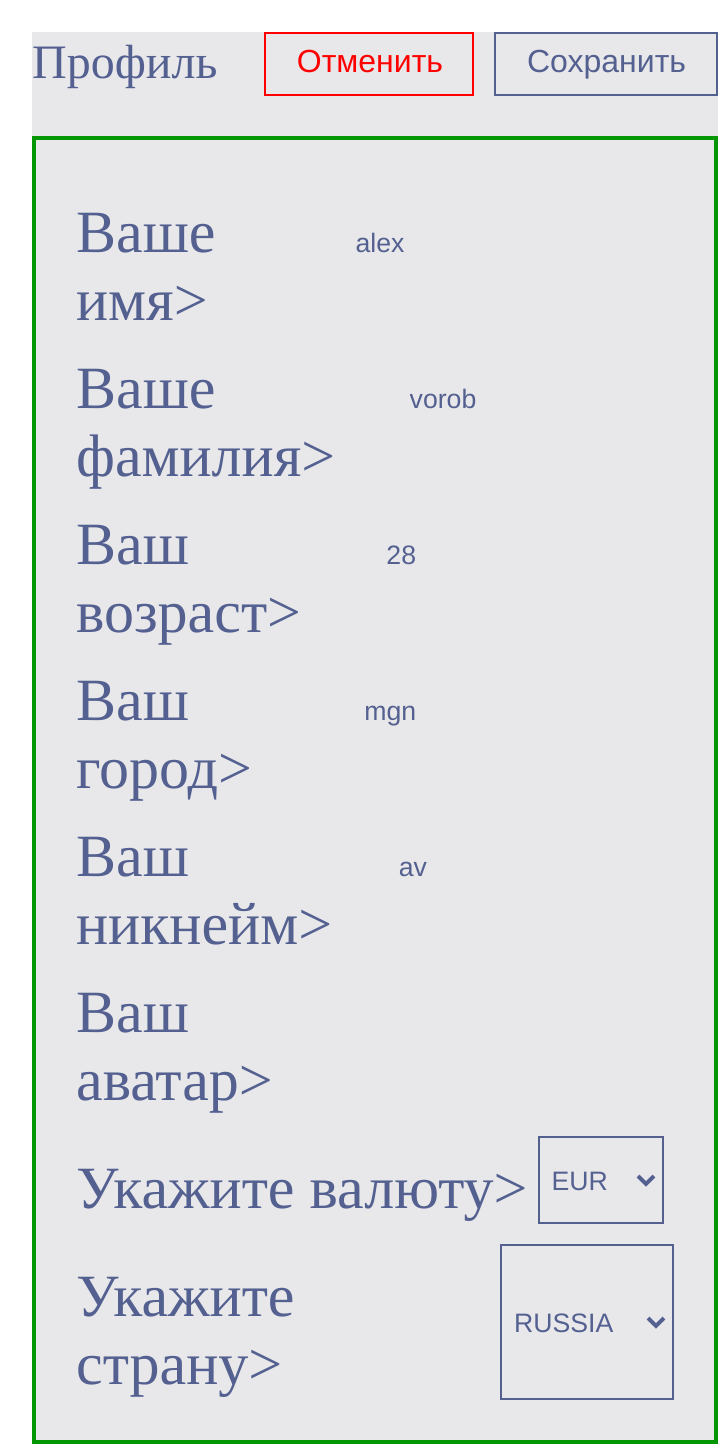 Профиль Отменить Сохранить
Ваше alex
имя>
Ваше vorob
фамилия>
Ваш 28
возраст>
Ваш mgn
город>
Ваш av
никнейм>
Ваш
аватар>
Укажите валюту> EUR
Укажите RUSSIA
страну>